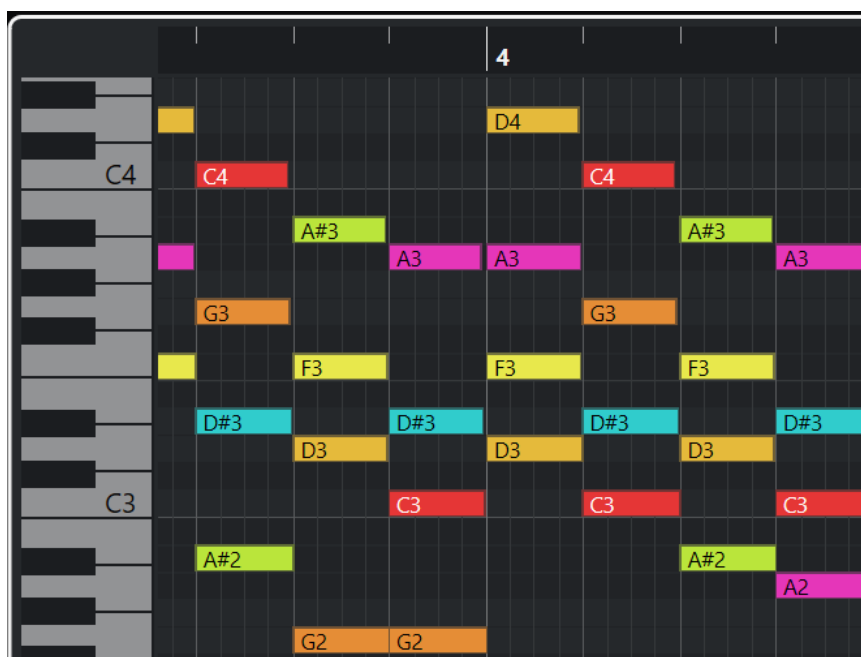 4
D4
C4 C4 C4
A#3 A#3
A3 A3 A3
G3 G3
F3 F3 F3
D#3 D#3 D#3 D#3
D3 D3 D3
C3 C3 C3 C3
A#2 A#2
A2
G2 G2